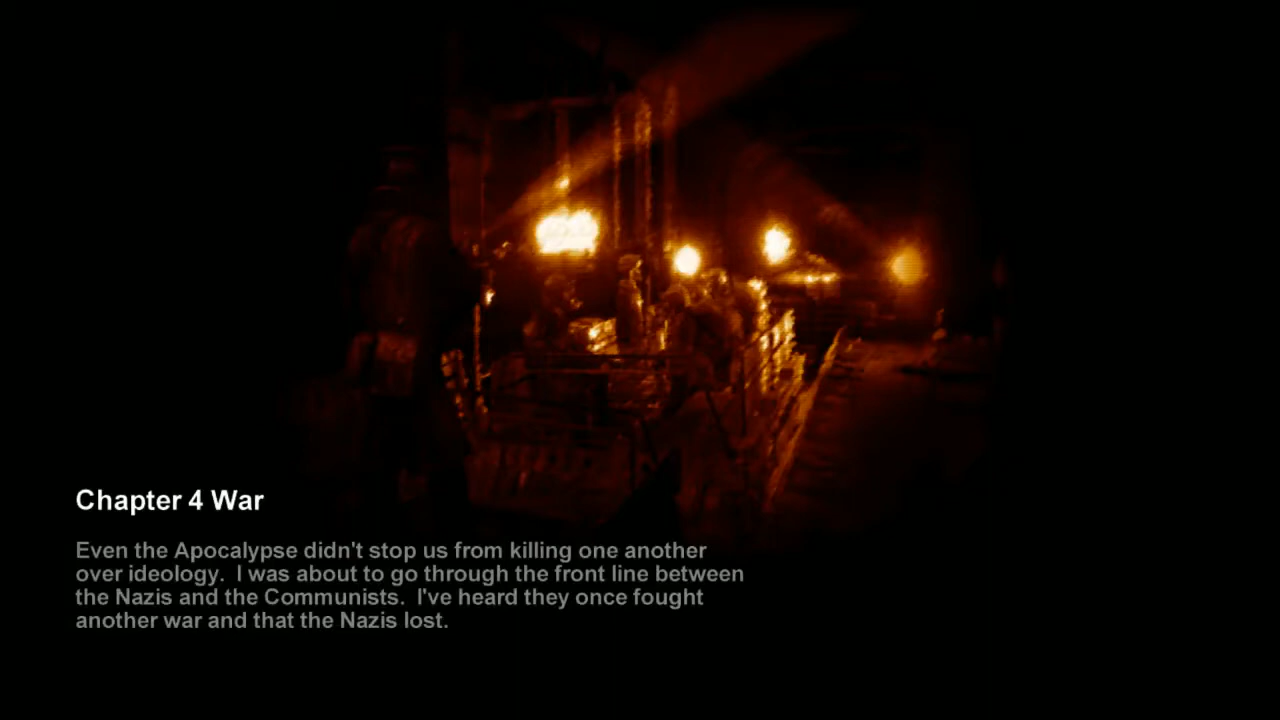 Chapter 4 War
Even the Apocalypse didn't stop us from killing one another
over ideology.  I was about to go through the front line between
the Nazis and the Communists.  I've heard they once fought
another war and that the Nazis lost.